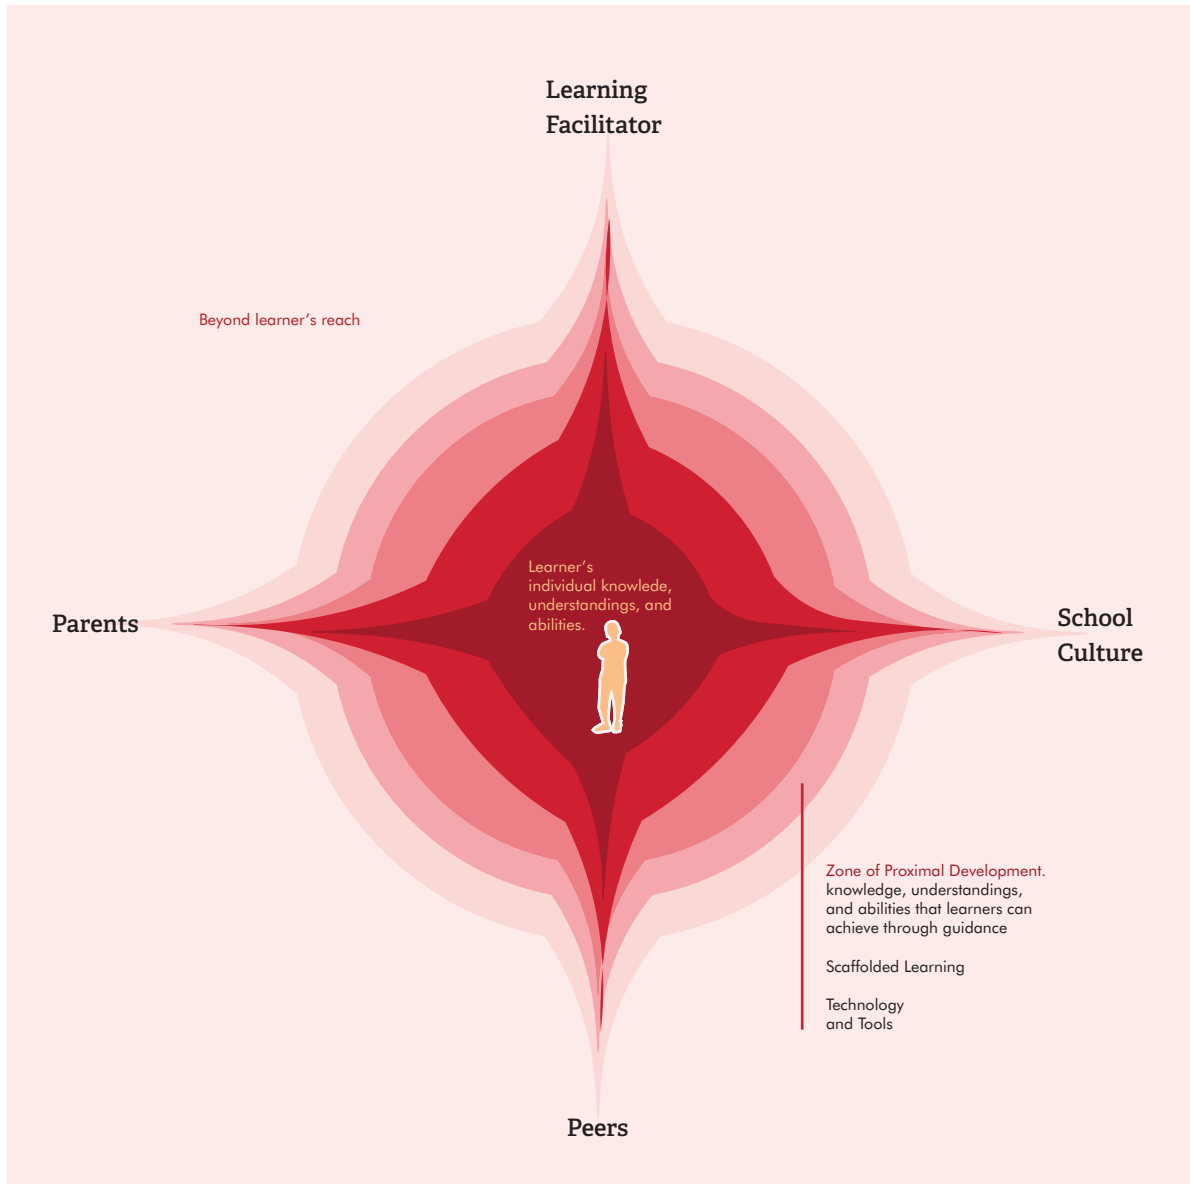 Learning
Facilitator
Beyond learner’s reach
Learner’s
individual knowlede,
understandings, and
abilities.
Parents
School
Culture
Zone of Proximal Development.
knowledge, understandings,
and abilities that learners can
achieve through guidance
Scaffolded Learning
Technology
and Tools
Peers